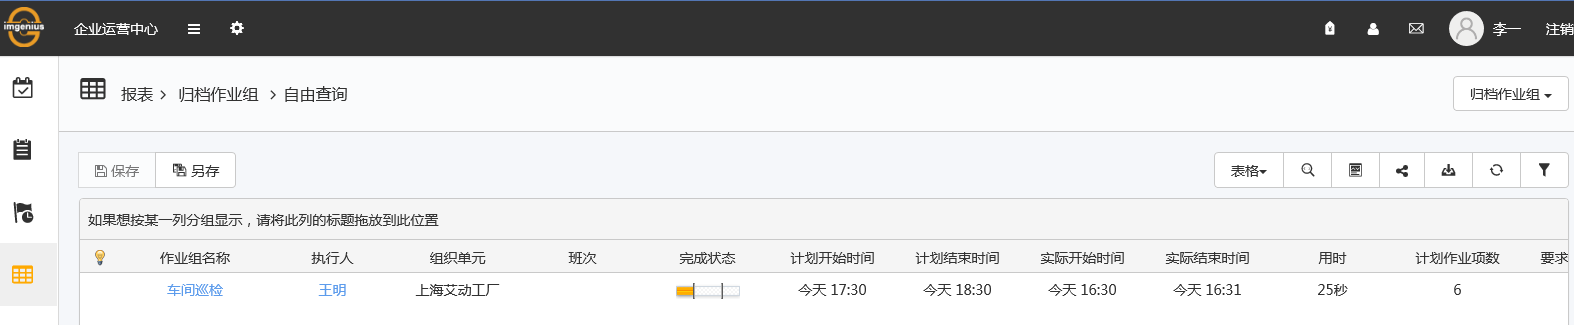 imgenius
企业运营中心
李一
注销
报表 归档作业组 自由查询
归档作业组
保存 另存
表格
如果想按某一列分组显示，请将此列的标题拖放到此位置
作业组名称 执行人 组织单元 班次 完成状态 计划开始时间 计划结束时间 实际开始时间 实际结束时间 用时 计划作业项数 要求
车间巡检 王明 上海艾动工厂 今天 17:30 今天 18:30 今天 16:30 今天 16:31 25秒 6